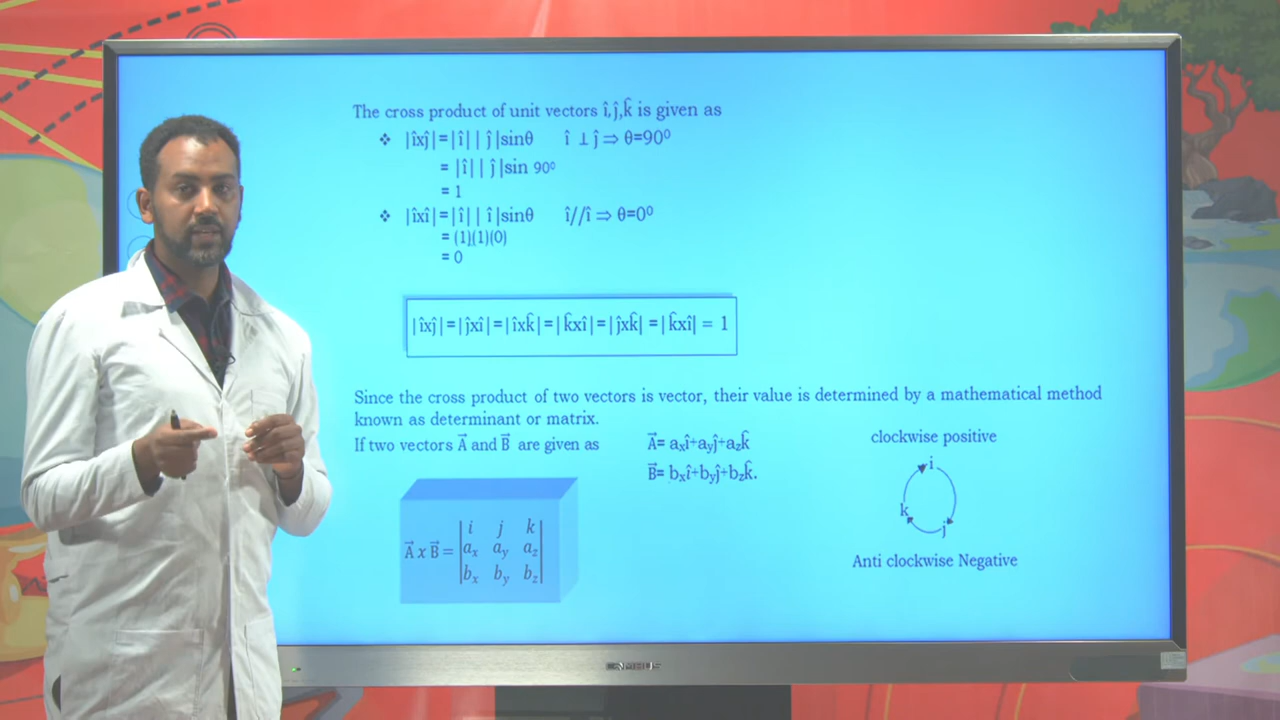 The cross product of unit vectors î,ĵ,k̂ is given as
❖ |îxĵ|=|î|| ĵ|sinθ î ⊥ĵ⇒ θ=90⁰
= |î|| ĵ|sin 90⁰
= 1
❖ |îxî|=|î|| î|sinθ î//î ⇒ θ=0⁰
= (1)(1)(0)
= 0
|îxĵ|=|ĵxî|=|îxk̂|=|k̂xî|=|ĵxk̂| =|k̂xî| = 1
Since the cross product of two vectors is vector, their value is determined by a mathematical method
known as determinant or matrix.
If two vectors A⃗ and B⃗ are given as
A⃗= aₓî+aᵧĵ+a_zk̂
B⃗= bₓî+bᵧĵ+b_zk̂.
A⃗ x B⃗ =
|i j k|
|aₓ aᵧ a_z|
|bₓ bᵧ b_z|
clockwise positive
i
k
j
Anti clockwise Negative